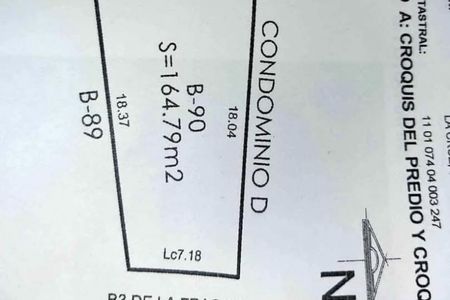 CONDOMINIO D
B-90
S=164.79m2
18.04
18.37
B-89
Lc7.18
TASTRAL:
A: CROQUIS DEL PREDIO Y CROQ
11 01 074 04 003 247
N